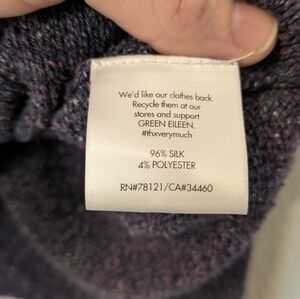 We'd like our clothes back.
Recycle them at our
stores and support
GREEN EILEEN.
#thxverymuch
96% SILK
4% POLYESTER
RN#78121/CA#34460